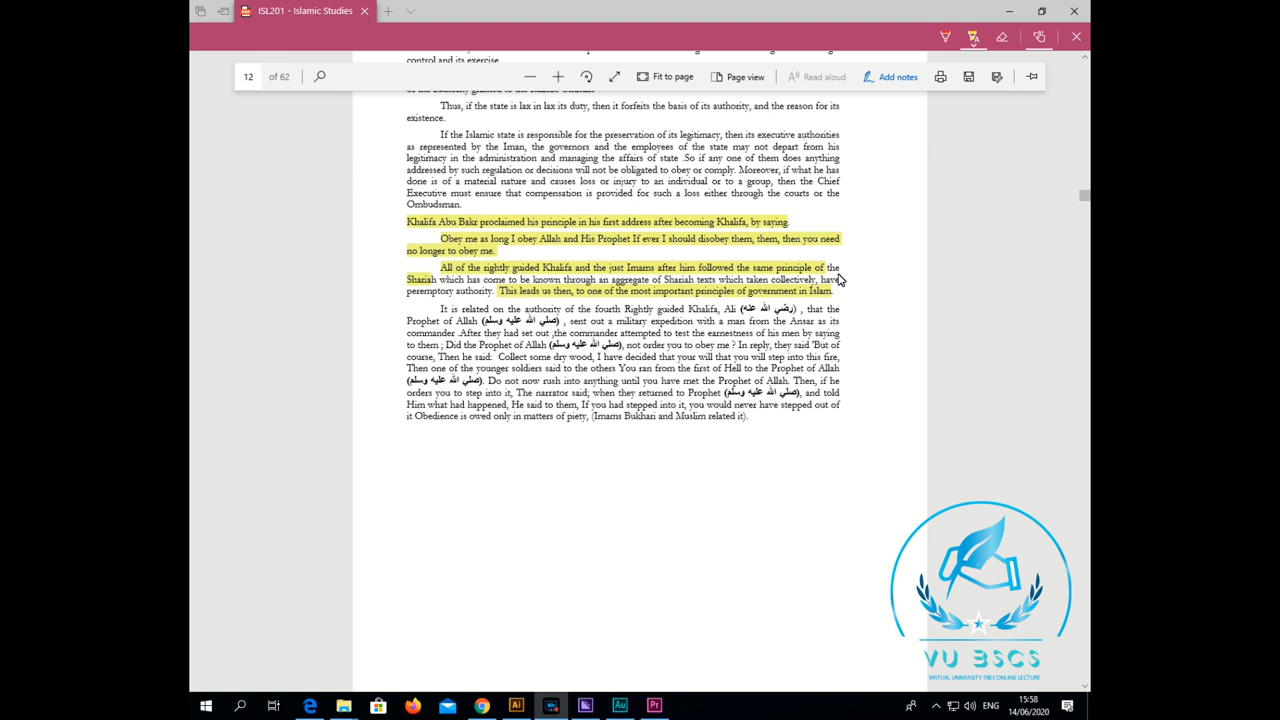 ISL201 - Islamic Studies
control and its exercise
12 of 62
Fit to page
Page view
Read aloud
Add notes
Thus, if the state is lax in lax its duty, then it forfeits the basis of its authority, and the reason for its
existence.
If the Islamic state is responsible for the preservation of its legitimacy, then its executive authorities
as represented by the Iman, the governors and the employees of the state may not depart from his
legitimacy in the administration and managing the affairs of state .So if any one of them does anything
addressed by such regulation or decisions will not be obligated to obey or comply. Moreover, if what he has
done is of a material nature and causes loss or injury to an individual or to a group, then the Chief
Executive must ensure that compensation is provided for such a loss either through the courts or the
Ombudsman.
Khalifa Abu Bakr proclaimed his principle in his first address after becoming Khalifa, by saying.
Obey me as long I obey Allah and His Prophet If ever I should disobey them, them, then you need
no longer to obey me.
All of the rightly guided Khalifa and the just Imams after him followed the same principle of the
Shariah which has come to be known through an aggregate of Shariah texts which taken collectively, have
peremptory authority. This leads us then, to one of the most important principles of government in Islam.
It is related on the authority of the fourth Rightly guided Khalifa, Ali (رضي الله عنه) , that the
Prophet of Allah (صلي الله عليه وسلم) , sent out a military expedition with a man from the Ansar as its
commander .After they had set out ,the commander attempted to test the earnestness of his men by saying
to them ; Did the Prophet of Allah (صلي الله عليه وسلم), not order you to obey me ? In reply, they said 'But of
course, Then he said: Collect some dry wood, I have decided that your will that you will step into this fire,
Then one of the younger soldiers said to the others You ran from the first of Hell to the Prophet of Allah
(صلي الله عليه وسلم). Do not now rush into anything until you have met the Prophet of Allah. Then, if he
orders you to step into it, The narrator said; when they returned to Prophet (صلي الله عليه وسلم), and told
Him what had happened, He said to them, If you had stepped into it, you would never have stepped out of
it Obedience is owed only in matters of piety, (Imams Bukhari and Muslim related it).
VU BSCS
VIRTUAL UNIVERSITY FREE ONLINE LECTURE
Ai
Au
Pr
ENG
15:58
14/06/2020